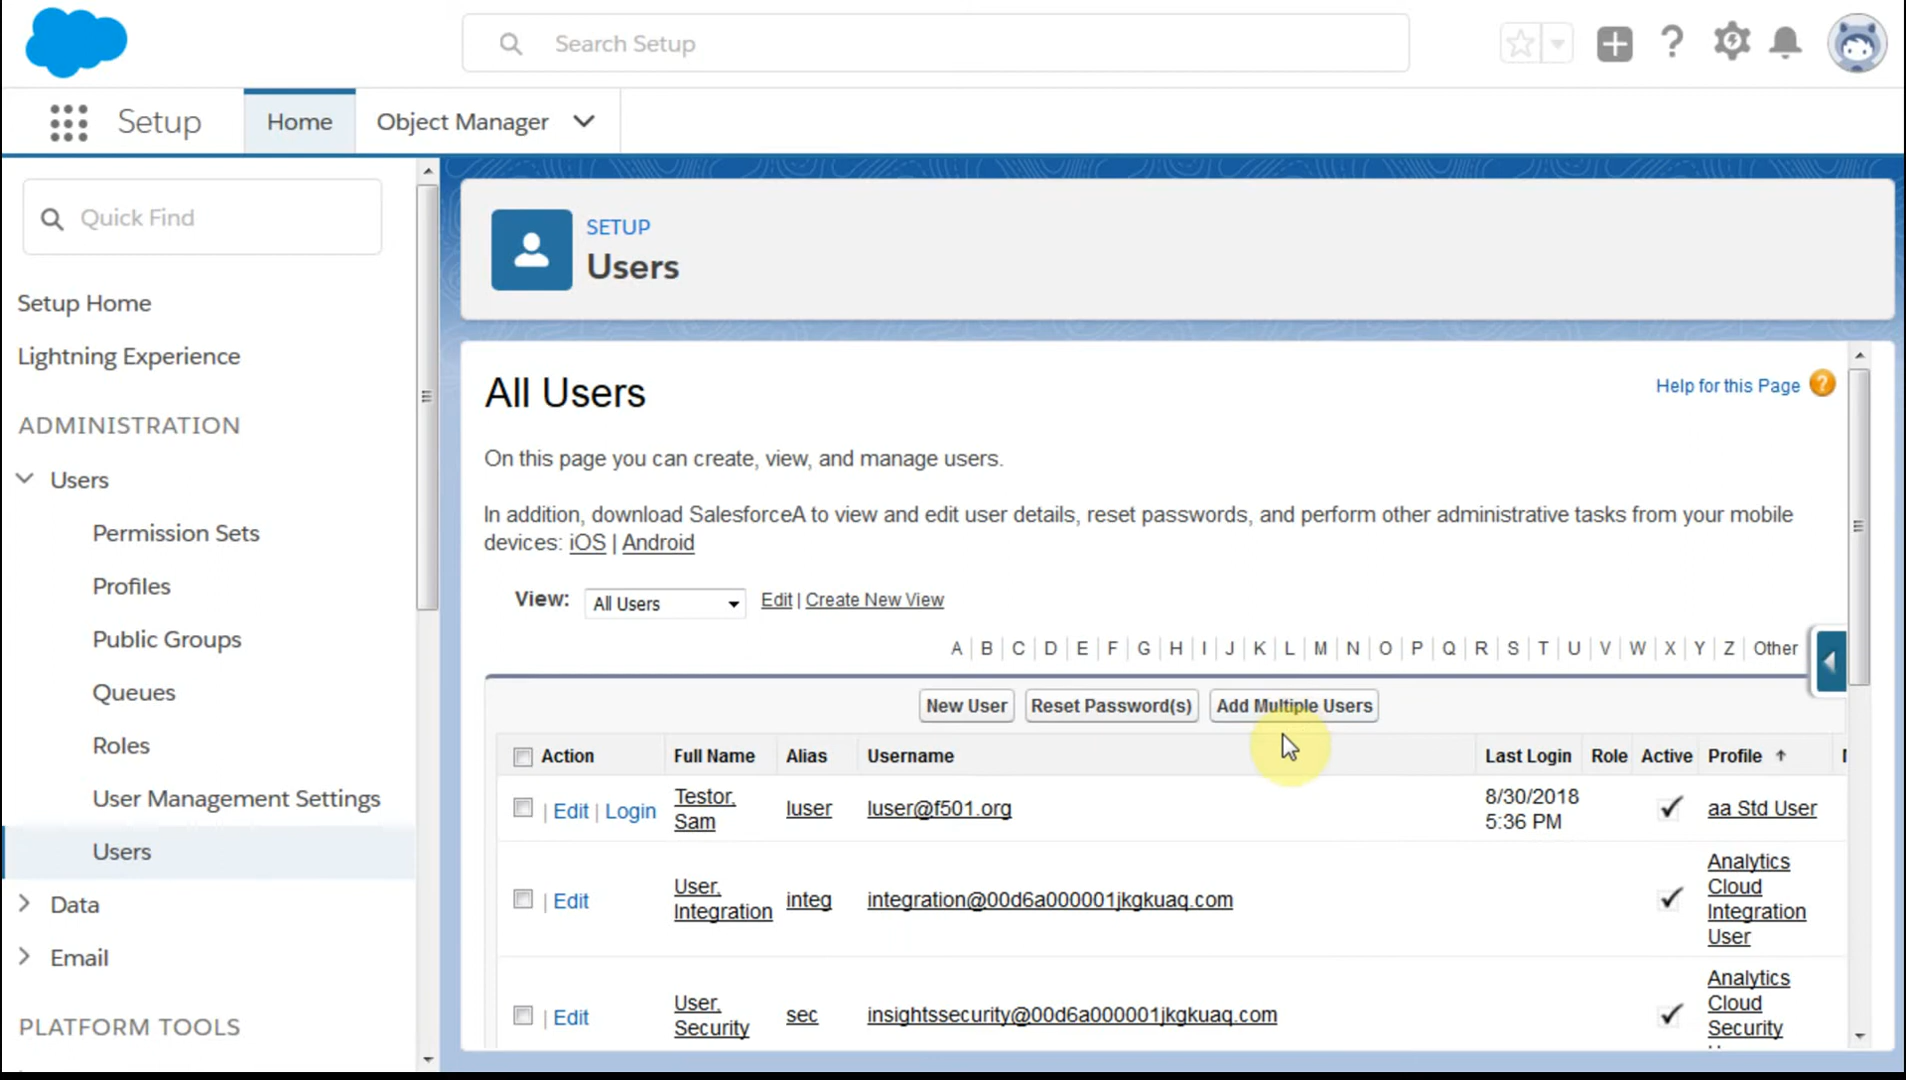 Search Setup
Setup
Home
Object Manager
Quick Find
Setup Home
Lightning Experience
ADMINISTRATION
Users
Permission Sets
Profiles
Public Groups
Queues
Roles
User Management Settings
Users
Data
Email
PLATFORM TOOLS
SETUP
Users
All Users
Help for this Page ?
On this page you can create, view, and manage users.
In addition, download SalesforceA to view and edit user details, reset passwords, and perform other administrative tasks from your mobile
devices: iOS | Android
View: All Users Edit | Create New View
A | B | C | D | E | F | G | H | I | J | K | L | M | N | O | P | Q | R | S | T | U | V | W | X | Y | Z | Other
New User Reset Password(s) Add Multiple Users
Action Full Name Alias Username Last Login Role Active Profile
| Edit | Login
Testor,
Sam
luser
luser@f501.org
8/30/2018
5:36 PM
aa Std User
| Edit
User,
Integration
integ
integration@00d6a000001jkgkuaq.com
Analytics
Cloud
Integration
User
| Edit
User,
Security
sec
insightssecurity@00d6a000001jkgkuaq.com
Analytics
Cloud
Security